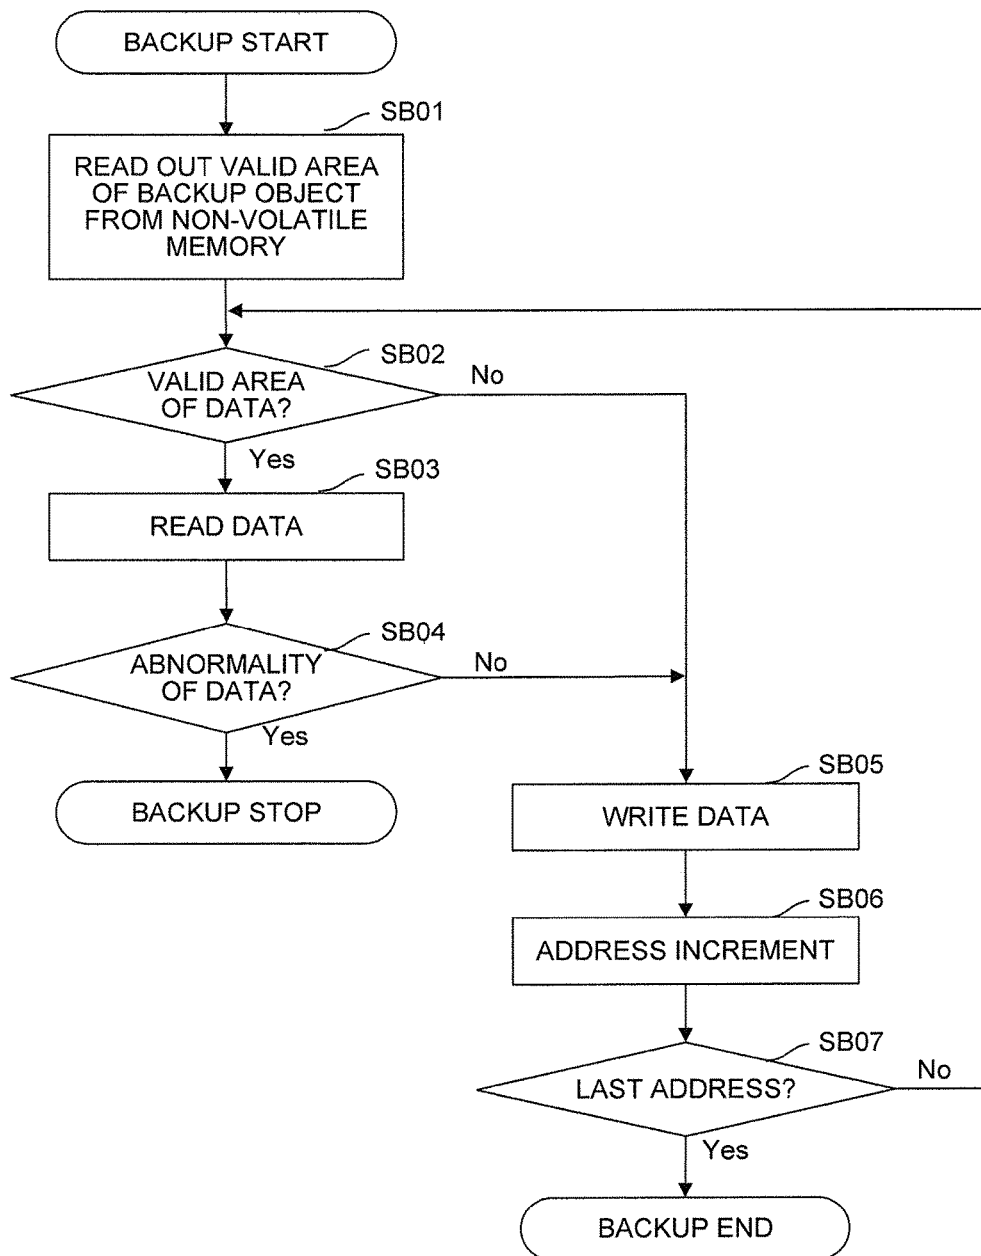 BACKUP START
SB01
READ OUT VALID AREA
OF BACKUP OBJECT
FROM NON-VOLATILE
MEMORY
SB02
VALID AREA
OF DATA?
No
Yes
SB03
READ DATA
SB04
ABNORMALITY
OF DATA?
No
Yes
BACKUP STOP
SB05
WRITE DATA
SB06
ADDRESS INCREMENT
SB07
LAST ADDRESS?
No
Yes
BACKUP END